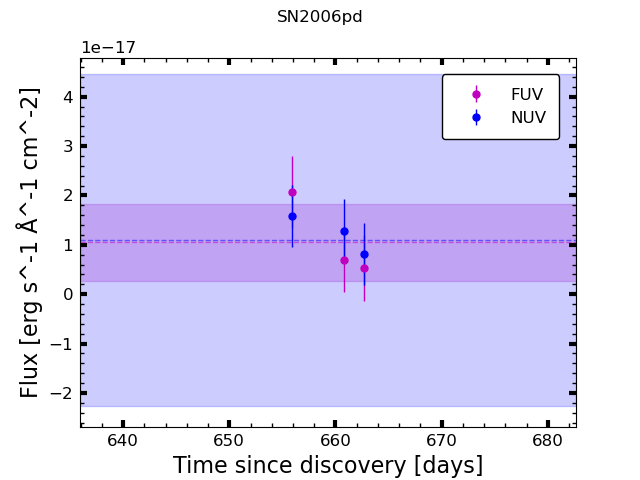 SN2006pd
1e−17
FUV
NUV
4
3
2
1
0
−1
−2
Flux [erg s^-1 Å^-1 cm^-2]
640 650 660 670 680
Time since discovery [days]